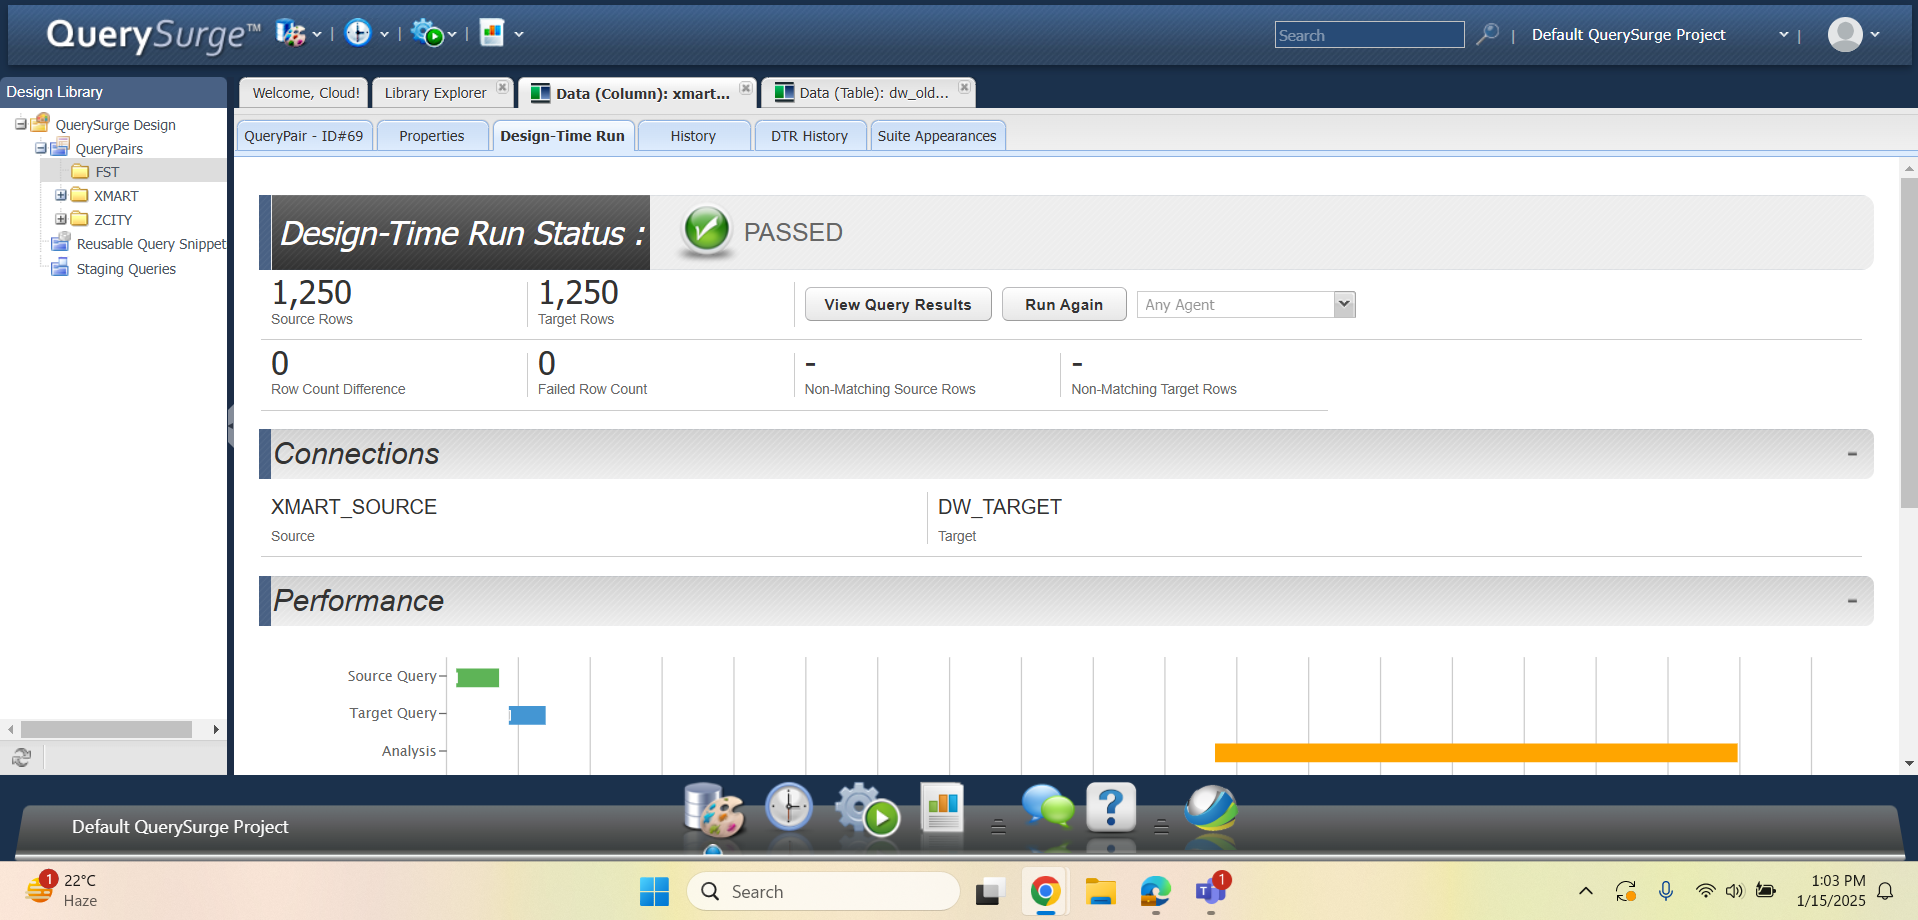 QuerySurge™
Search
Default QuerySurge Project
Design Library
Welcome, Cloud!
Library Explorer
Data (Column): xmart...
Data (Table): dw_old...
QuerySurge Design
QueryPairs
FST
XMART
ZCITY
Reusable Query Snippet
Staging Queries
QueryPair - ID#69
Properties
Design-Time Run
History
DTR History
Suite Appearances
Design-Time Run Status :
PASSED
1,250
Source Rows
1,250
Target Rows
View Query Results
Run Again
Any Agent
0
Row Count Difference
0
Failed Row Count
-
Non-Matching Source Rows
-
Non-Matching Target Rows
Connections
XMART_SOURCE
Source
DW_TARGET
Target
Performance
Source Query
Target Query
Analysis
Default QuerySurge Project
1
22°C
Haze
Search
1
1:03 PM
1/15/2025